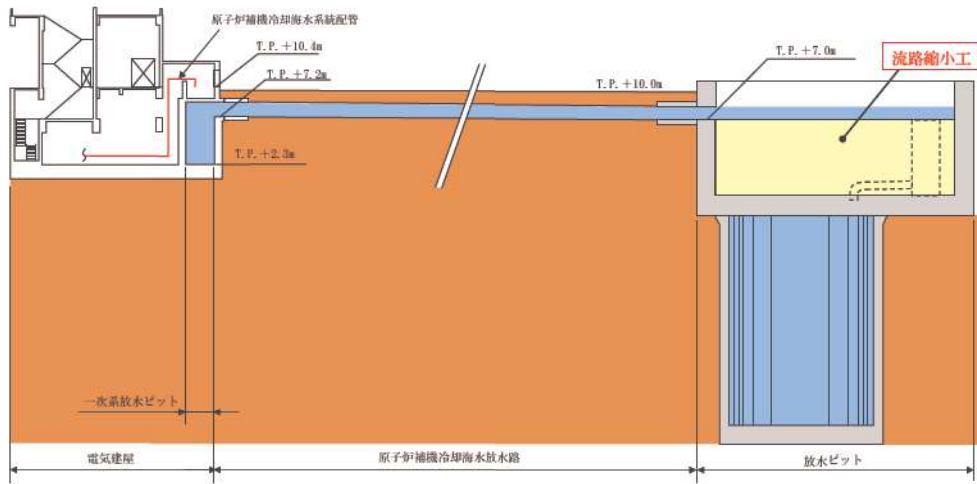 原子炉補機冷却海水系統配管
T.P.+10.4m
T.P.+7.2m
T.P.+10.0m
T.P.+7.0m
流路縮小工
T.P.+2.3m
一次系放水ピット
電気建屋
原子炉補機冷却海水放水路
放水ピット